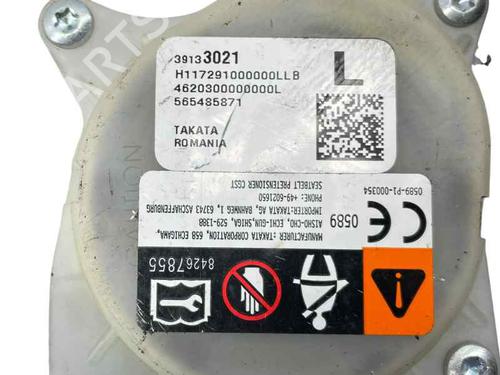 39133021
L
H117291000000LLB
4620300000000L
565485871
TAKATA
ROMANIA
MANUFACTURER :TAKATA CORPORATION, 658 ECHIGAWA
AISHO-CHO, ECHI-GUN, SHIGA, 529-1388
IMPORTER:TAKATA AG, BAHNWEG 1, 63743 ASCHAFFENBURG
PHONE: +49-6021650
SEATBELT PRETENSIONER CSST
CE
0589
0589-P1-000354
84267855